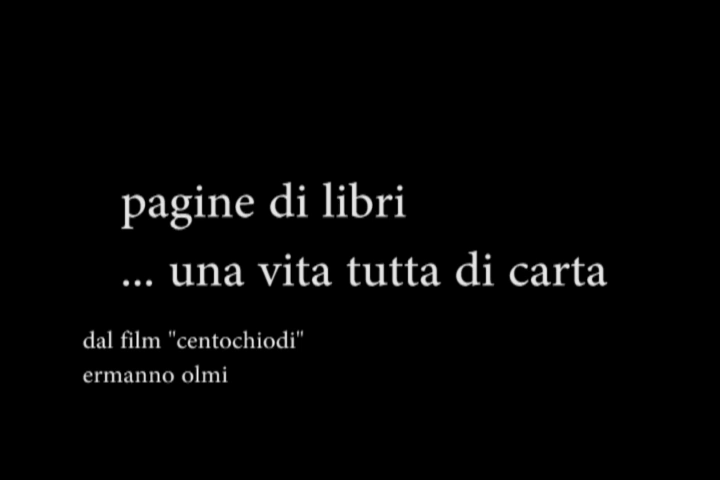 pagine di libri
... una vita tutta di carta
dal film "centochiodi"
ermanno olmi